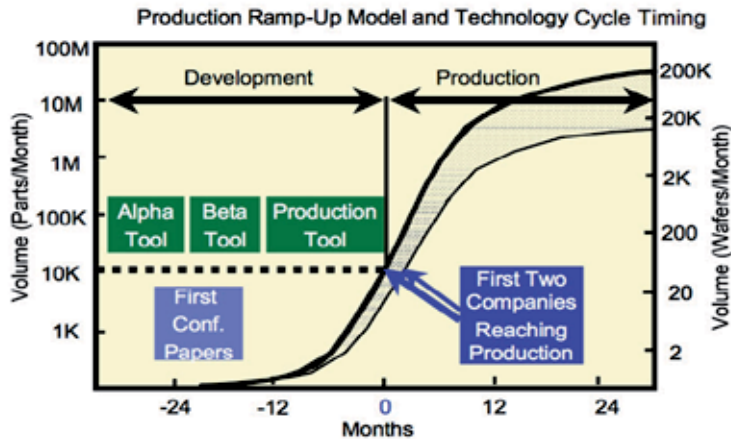 Production Ramp-Up Model and Technology Cycle Timing
100M
10M
1M
100K
10K
1K
Volume (Parts/Month)
Development
Production
Alpha
Tool
Beta
Tool
Production
Tool
First
Conf.
Papers
First Two
Companies
Reaching
Production
200K
20K
2K
200
20
2
Volume (Wafers/Month)
-24
-12
0
12
24
Months